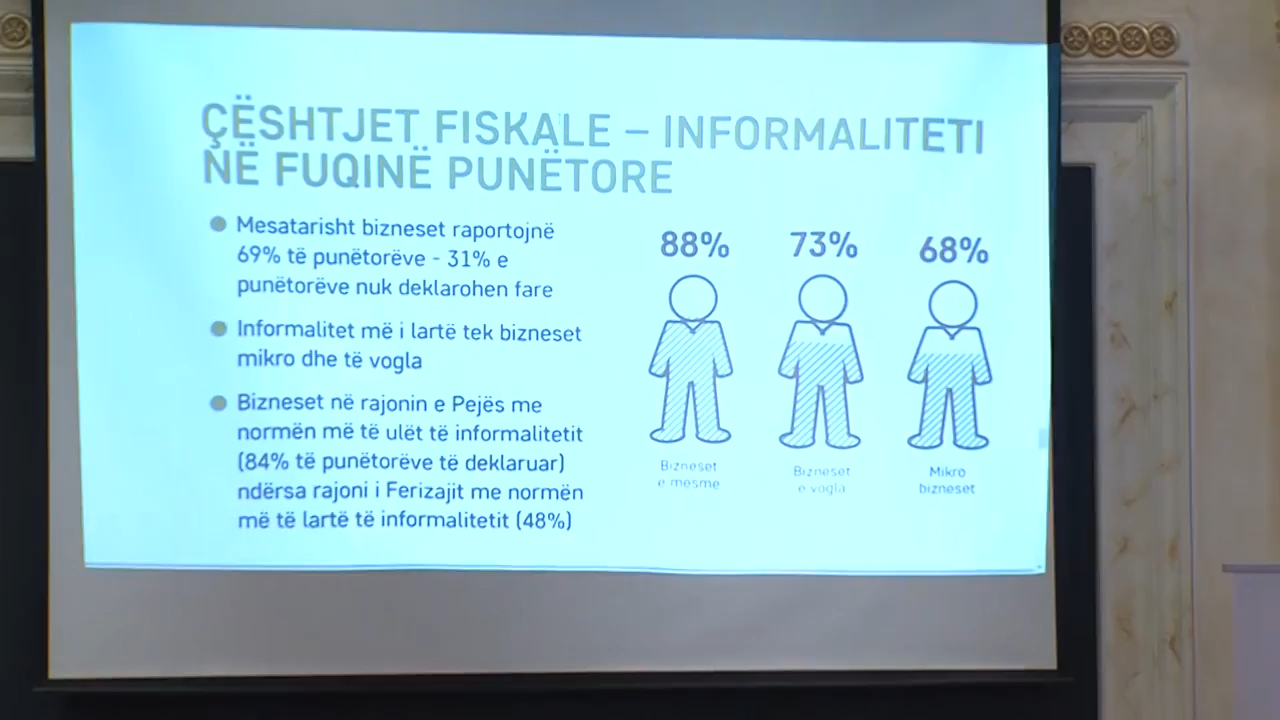 ÇËSHTJET FISKALE – INFORMALITETI
NË FUQINË PUNËTORE
Mesatarisht bizneset raportojnë
69% të punëtorëve - 31% e
punëtorëve nuk deklarohen fare
Informalitet më i lartë tek bizneset
mikro dhe të vogla
Bizneset në rajonin e Pejës me
normën më të ulët të informalitetit
(84% të punëtorëve të deklaruar)
ndërsa rajoni i Ferizajit me normën
më të lartë të informalitetit (48%)
88%
Bizneset
e mesme
73%
Bizneset
e vogla
68%
Mikro
bizneset